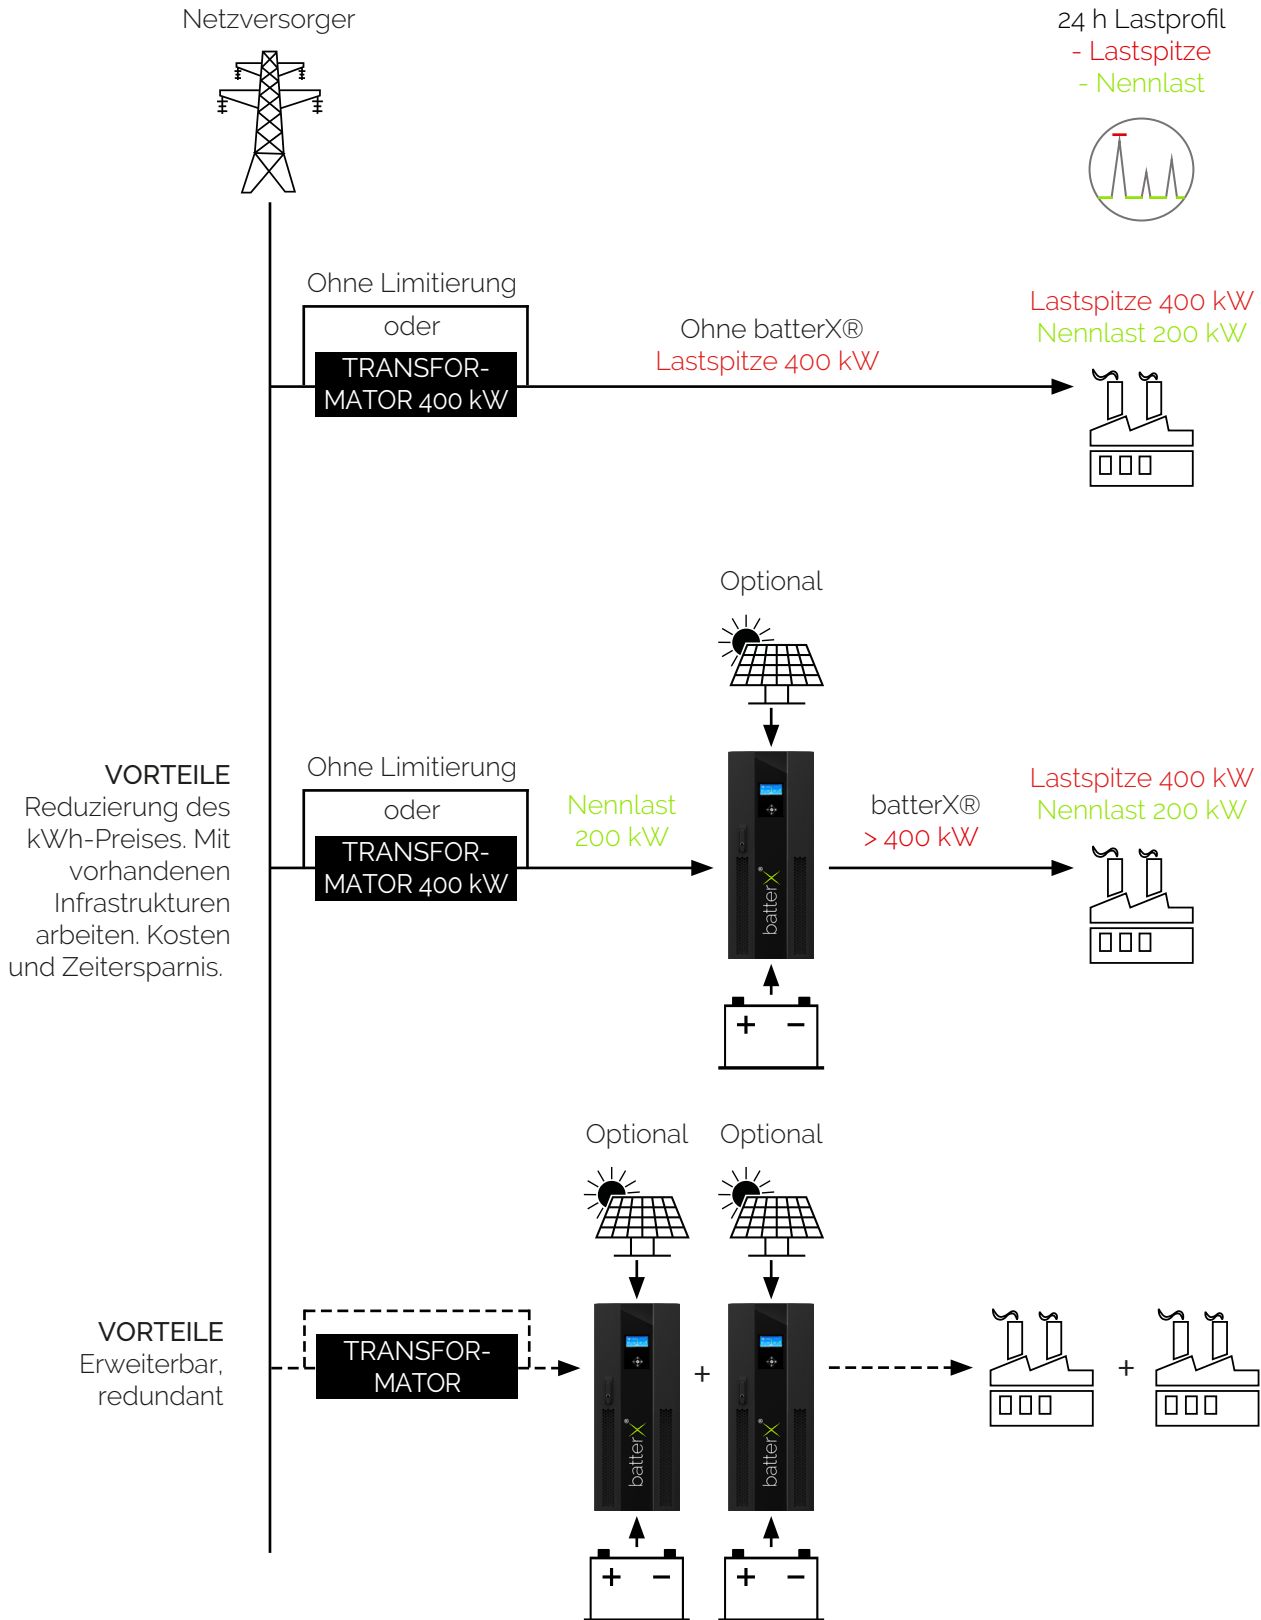 Netzversorger
24 h Lastprofil
- Lastspitze
- Nennlast
Ohne Limitierung
oder
TRANSFOR-
MATOR 400 kW
Ohne batterX®
Lastspitze 400 kW
Lastspitze 400 kW
Nennlast 200 kW
Optional
VORTEILE
Reduzierung des
kWh-Preises. Mit
vorhandenen
Infrastrukturen
arbeiten. Kosten
und Zeitersparnis.
Ohne Limitierung
oder
TRANSFOR-
MATOR 400 kW
Nennlast
200 kW
batterX®
batterX®
> 400 kW
Lastspitze 400 kW
Nennlast 200 kW
+ −
Optional
Optional
VORTEILE
Erweiterbar,
redundant
TRANSFOR-
MATOR
batterX®
+
batterX®
+
+ −
+ −